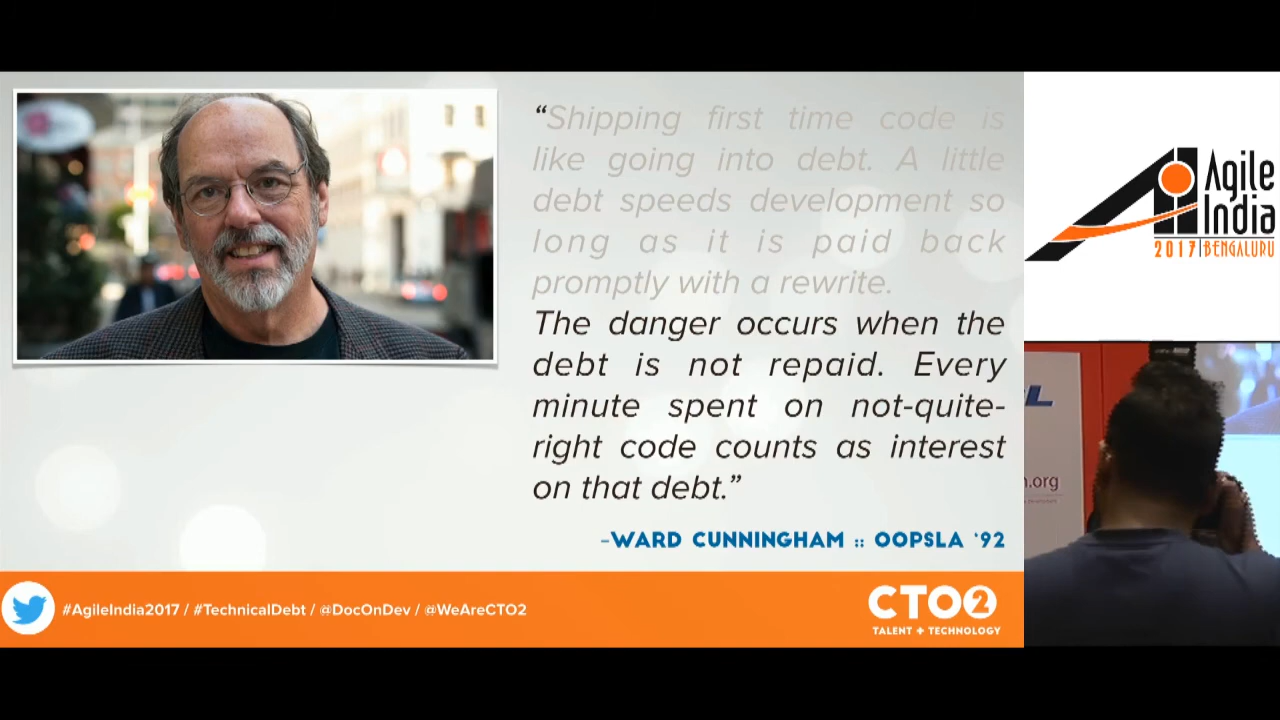 “Shipping first time code is
like going into debt. A little
debt speeds development so
long as it is paid back
promptly with a rewrite.
The danger occurs when the
debt is not repaid. Every
minute spent on not-quite-
right code counts as interest
on that debt.”
-WARD CUNNINGHAM :: OOPSLA ‘92
#AgileIndia2017 / #TechnicalDebt / @DocOnDev / @WeAreCTO2
CTO2
TALENT + TECHNOLOGY
Agile
India
2017 | BENGALURU